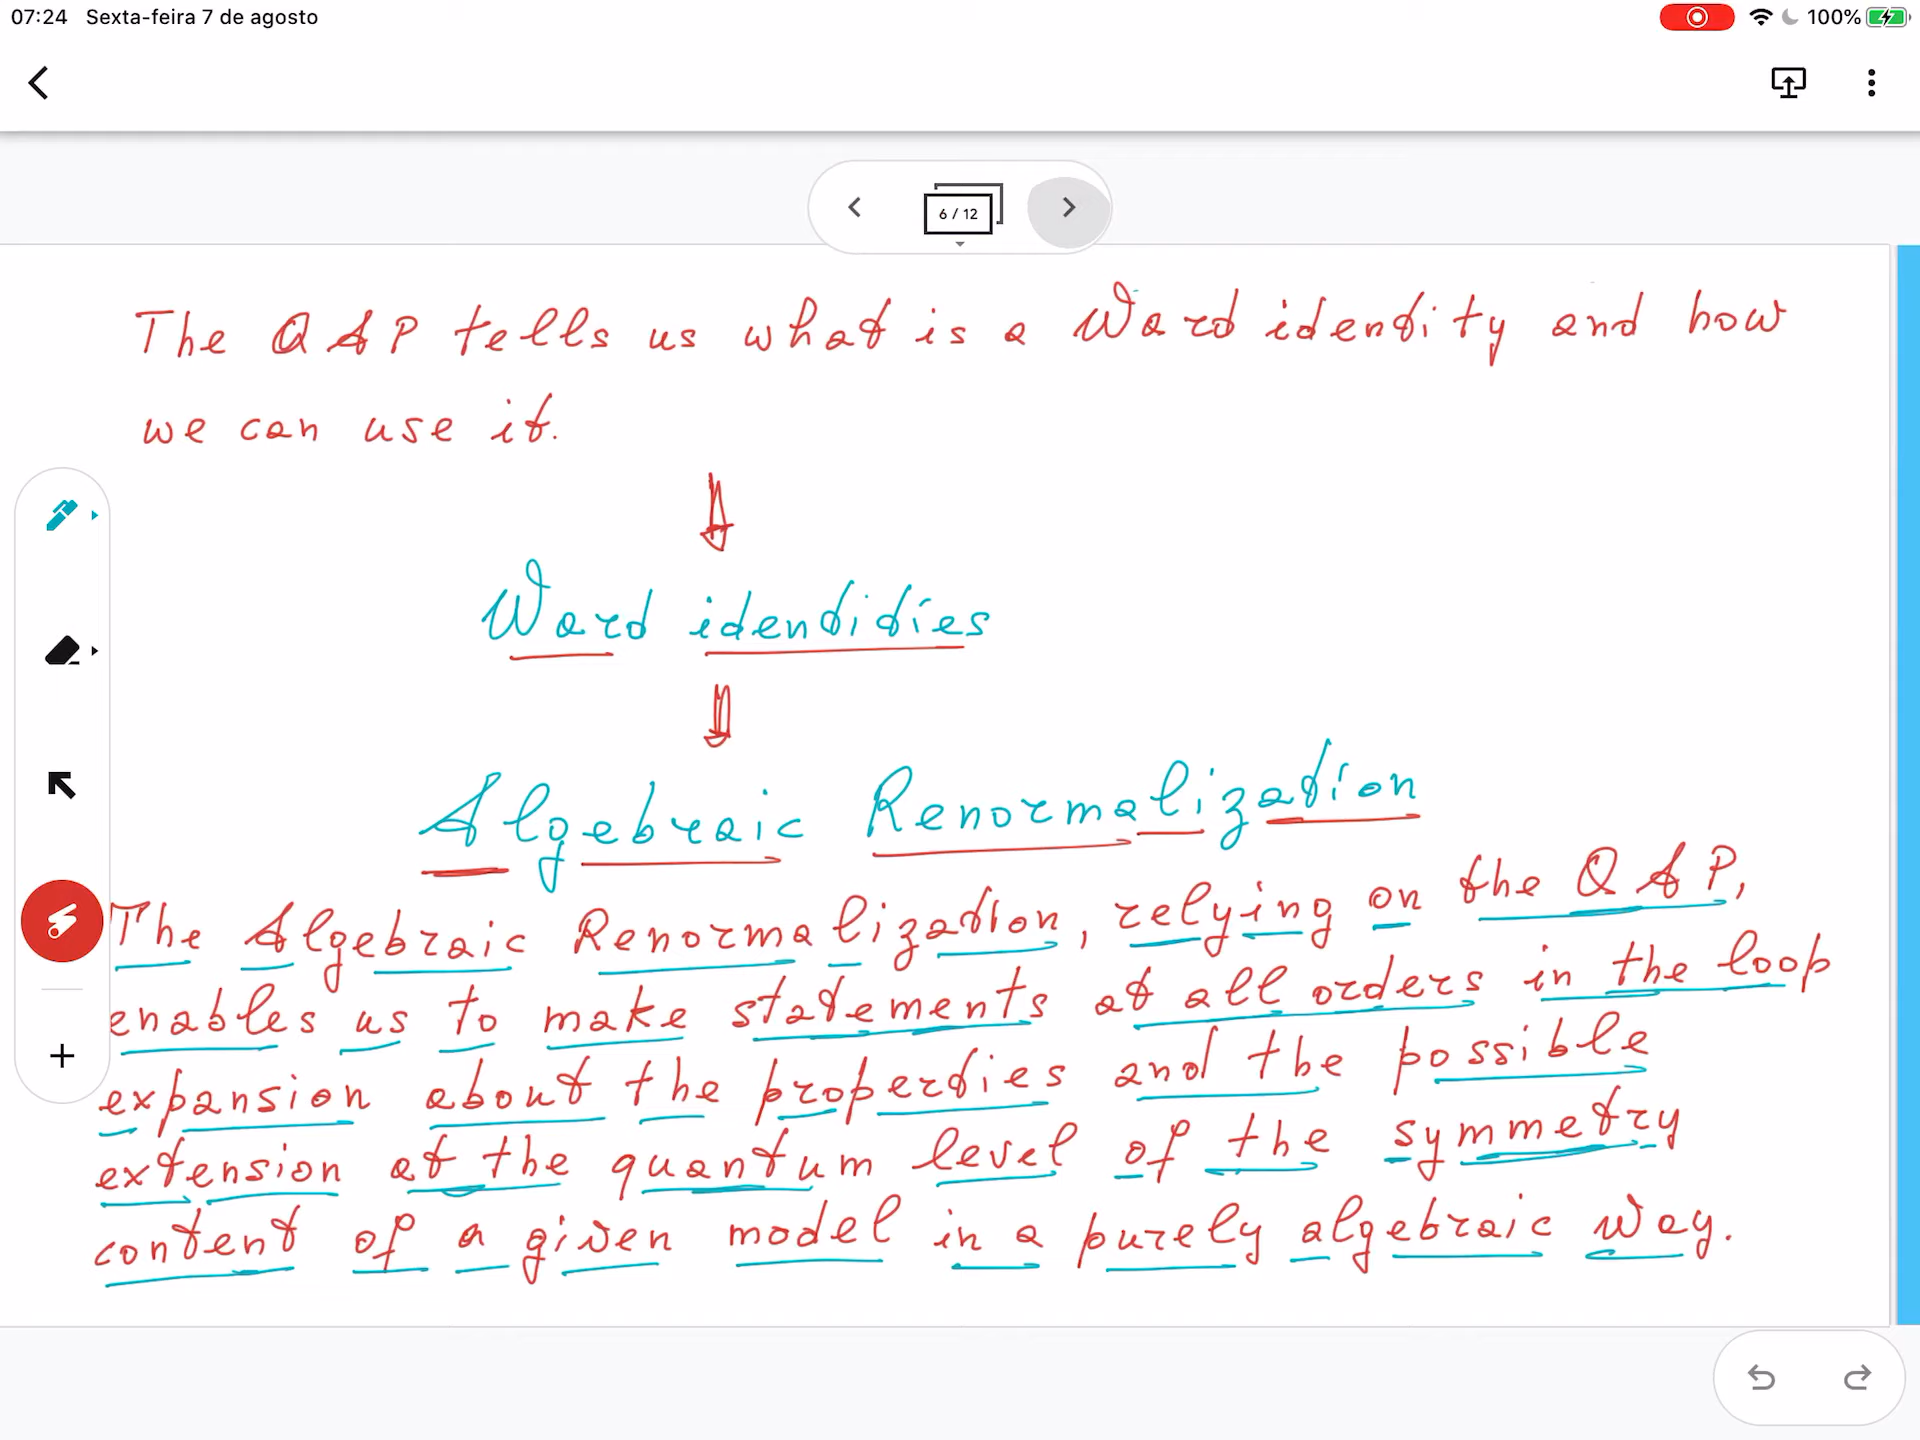 07:24 Sexta-feira 7 de agosto
100%
6 / 12
The QAP tells us what is a Ward identity and how
we can use it.
Ward identities
Algebraic Renormalization
The Algebraic Renormalization, relying on the QAP,
enables us to make statements at all orders in the loop
expansion about the properties and the possible
extension at the quantum level of the symmetry
content of a given model in a purely algebraic way.